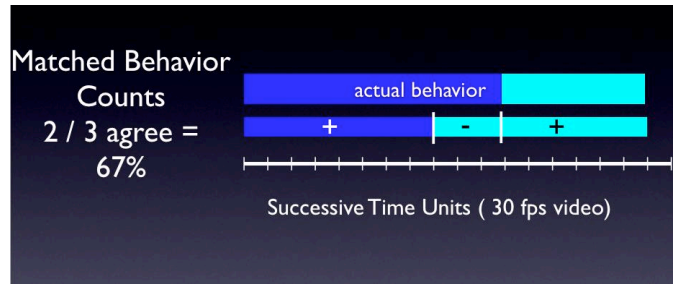 Matched Behavior
Counts
2 / 3 agree =
67%
actual behavior
+ - +
Successive Time Units ( 30 fps video)